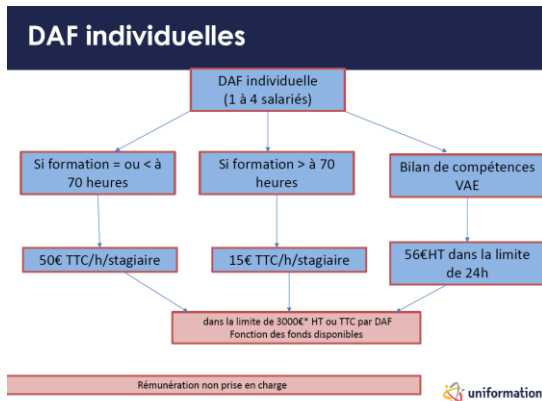 DAF individuelles
DAF individuelle
(1 à 4 salariés)
Si formation = ou < à
70 heures
Si formation > à 70
heures
Bilan de compétences
VAE
50€ TTC/h/stagiaire
15€ TTC/h/stagiaire
56€HT dans la limite
de 24h
dans la limite de 3000€* HT ou TTC par DAF
Fonction des fonds disponibles
Rémunération non prise en charge
uniformation